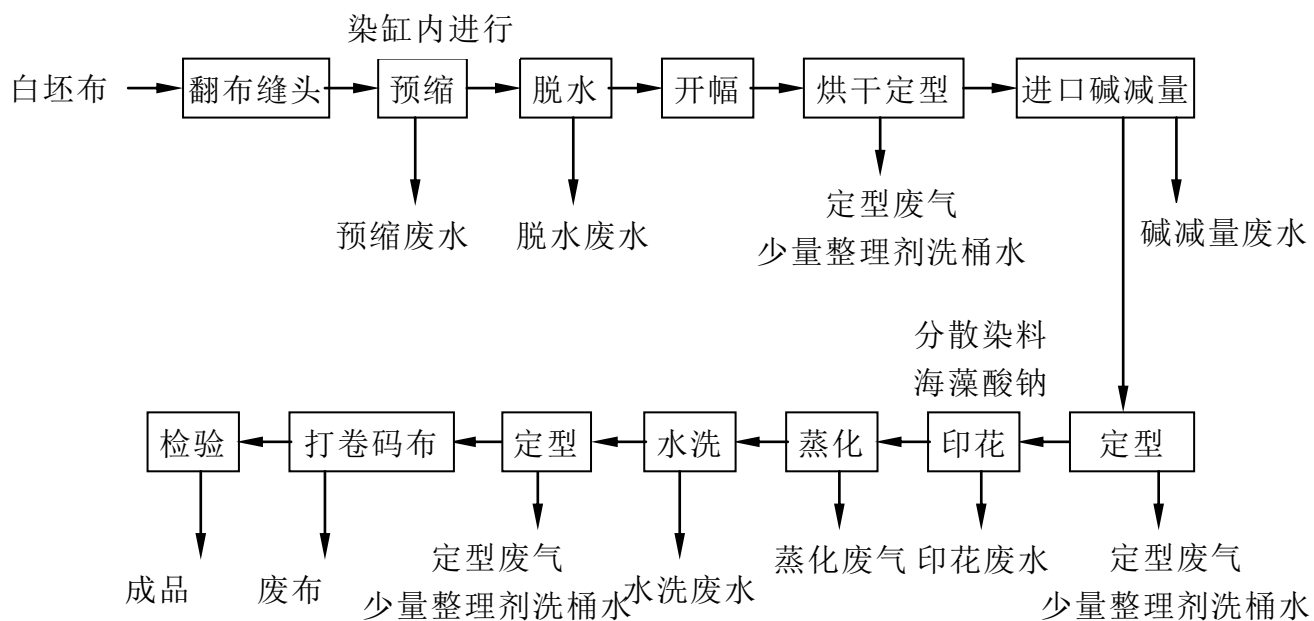 染缸内进行
白坯布
翻布缝头
预缩
脱水
开幅
烘干定型
进口碱减量
预缩废水
脱水废水
定型废气
少量整理剂洗桶水
碱减量废水
分散染料
海藻酸钠
检验
打卷码布
定型
水洗
蒸化
印花
定型
成品
废布
定型废气
少量整理剂洗桶水
水洗废水
蒸化废气
印花废水
定型废气
少量整理剂洗桶水